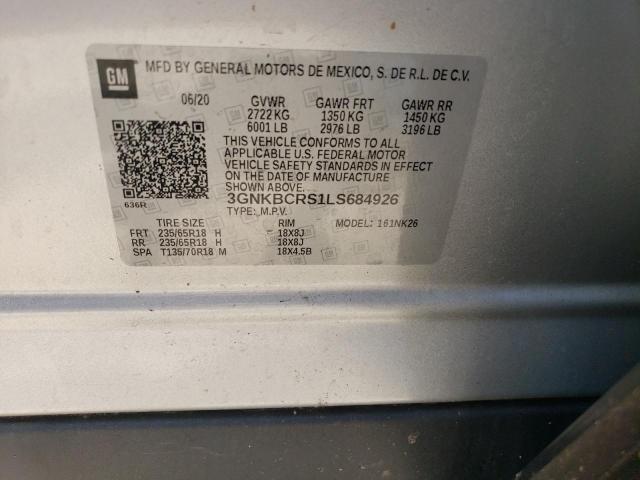 GM
MFD BY GENERAL MOTORS DE MEXICO, S. DE R.L. DE C.V.
06/20 GVWR GAWR FRT GAWR RR
2722 KG 1350 KG 1450 KG
6001 LB 2976 LB 3196 LB
THIS VEHICLE CONFORMS TO ALL
APPLICABLE U.S. FEDERAL MOTOR
VEHICLE SAFETY STANDARDS IN EFFECT
ON THE DATE OF MANUFACTURE
SHOWN ABOVE.
636R 3GNKBCRS1LS684926
TYPE: M.P.V. MODEL: 161NK26
TIRE SIZE RIM
FRT 235/65R18 H 18X8J
RR 235/65R18 H 18X8J
SPA T135/70R18 M 18X4.5B